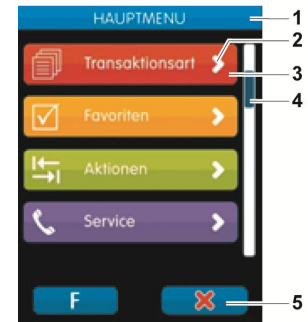 HAUPTMENU
1
2
Transaktionsart
3
4
Favoriten
Aktionen
Service
F
5